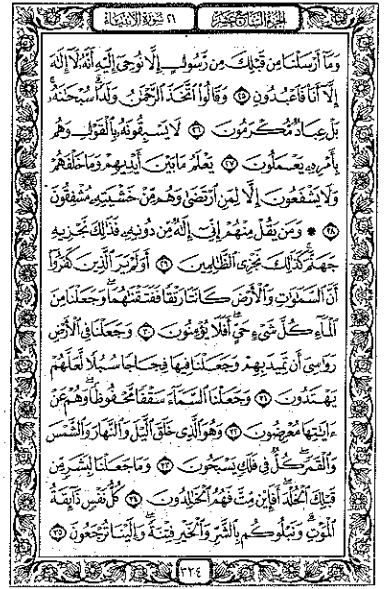 الجزء السابع عشر
٢١ سورة الأنبياء
وَمَآ أَرۡسَلۡنَا مِن قَبۡلِكَ مِن رَّسُولٍ إِلَّا نُوحِيٓ إِلَيۡهِ أَنَّهُۥ لَآ إِلَٰهَ
إِلَّآ أَنَا۠ فَٱعۡبُدُونِ ٢٥ وَقَالُواْ ٱتَّخَذَ ٱلرَّحۡمَٰنُ وَلَدٗاۗ سُبۡحَٰنَهُۥۚ
بَلۡ عِبَادٞ مُّكۡرَمُونَ ٢٦ لَا يَسۡبِقُونَهُۥ بِٱلۡقَوۡلِ وَهُم
بِأَمۡرِهِۦ يَعۡمَلُونَ ٢٧ يَعۡلَمُ مَا بَيۡنَ أَيۡدِيهِمۡ وَمَا خَلۡفَهُمۡ
وَلَا يَشۡفَعُونَ إِلَّا لِمَنِ ٱرۡتَضَىٰ وَهُم مِّنۡ خَشۡيَتِهِۦ مُشۡفِقُونَ
٢٨ ۞ وَمَن يَقُلۡ مِنۡهُمۡ إِنِّيٓ إِلَٰهٞ مِّن دُونِهِۦ فَذَٰلِكَ نَجۡزِيهِ
جَهَنَّمَۚ كَذَٰلِكَ نَجۡزِي ٱلظَّٰلِمِينَ ٢٩ أَوَلَمۡ يَرَ ٱلَّذِينَ كَفَرُوٓاْ
أَنَّ ٱلسَّمَٰوَٰتِ وَٱلۡأَرۡضَ كَانَتَا رَتۡقٗا فَفَتَقۡنَٰهُمَاۖ وَجَعَلۡنَا مِنَ
ٱلۡمَآءِ كُلَّ شَيۡءٍ حَيٍّۚ أَفَلَا يُؤۡمِنُونَ ٣٠ وَجَعَلۡنَا فِي ٱلۡأَرۡضِ
رَوَٰسِيَ أَن تَمِيدَ بِهِمۡ وَجَعَلۡنَا فِيهَا فِجَاجٗا سُبُلٗا لَّعَلَّهُمۡ
يَهۡتَدُونَ ٣١ وَجَعَلۡنَا ٱلسَّمَآءَ سَقۡفٗا مَّحۡفُوظٗاۖ وَهُمۡ عَنۡ
ءَايَٰتِهَا مُعۡرِضُونَ ٣٢ وَهُوَ ٱلَّذِي خَلَقَ ٱلَّيۡلَ وَٱلنَّهَارَ وَٱلشَّمۡسَ
وَٱلۡقَمَرَۖ كُلّٞ فِي فَلَكٖ يَسۡبَحُونَ ٣٣ وَمَا جَعَلۡنَا لِبَشَرٖ مِّن
قَبۡلِكَ ٱلۡخُلۡدَۖ أَفَإِيْن مِّتَّ فَهُمُ ٱلۡخَٰلِدُونَ ٣٤ كُلُّ نَفۡسٖ ذَآئِقَةُ
ٱلۡمَوۡتِۗ وَنَبۡلُوكُم بِٱلشَّرِّ وَٱلۡخَيۡرِ فِتۡنَةٗۖ وَإِلَيۡنَا تُرۡجَعُونَ ٣٥
٣٢٤